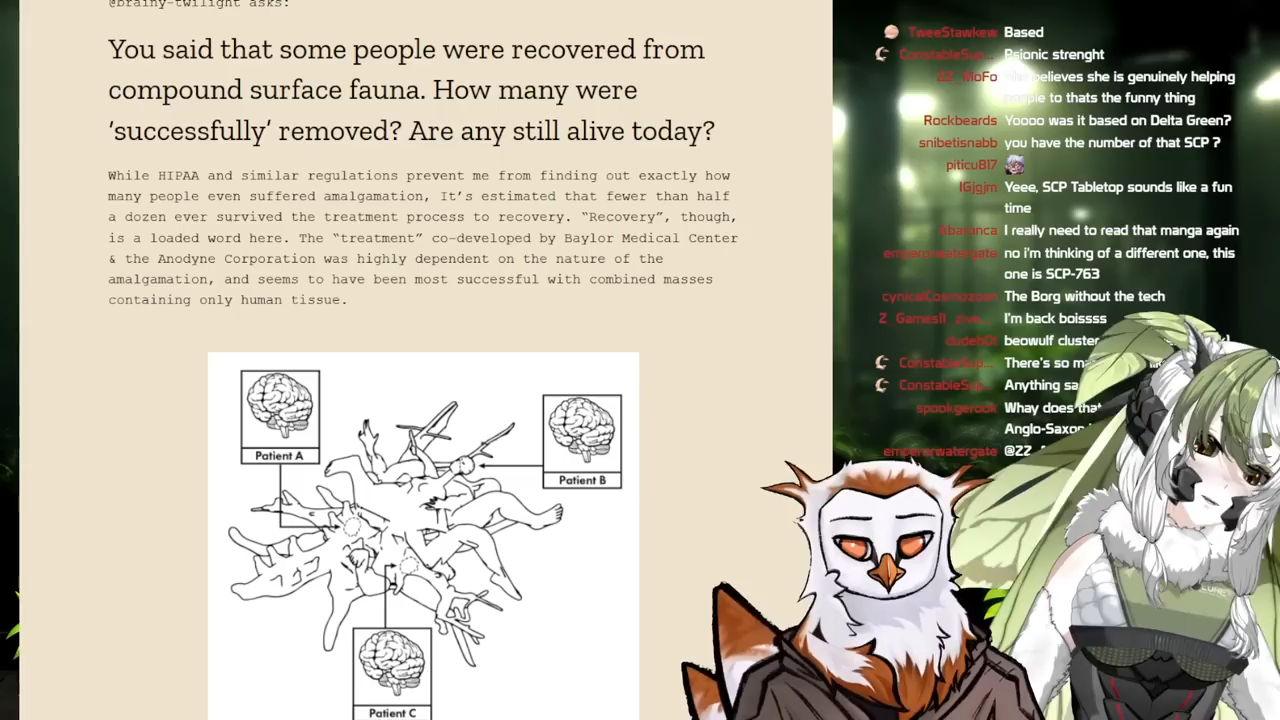 @brainy-twilight asks:
You said that some people were recovered from
compound surface fauna. How many were
‘successfully’ removed? Are any still alive today?
While HIPAA and similar regulations prevent me from finding out exactly how
many people even suffered amalgamation, It’s estimated that fewer than half
a dozen ever survived the treatment process to recovery. “Recovery”, though,
is a loaded word here. The “treatment” co-developed by Baylor Medical Center
& the Anodyne Corporation was highly dependent on the nature of the
amalgamation, and seems to have been most successful with combined masses
containing only human tissue.
Patient A
Patient B
Patient C
TweeStawkew Based
ConstableSup... Psionic strenght
ZZ_MoFo believes she is genuinely helping
people to thats the funny thing
Rockbeards Yoooo was it based on Delta Green?
snibetisnabb you have the number of that SCP ?
piticu817
IGjgjm Yeee, SCP Tabletop sounds like a fun
time
I really need to read that manga again
emperorwatergate no i'm thinking of a different one, this
one is SCP-763
cynicalCosmozoan The Borg without the tech
I'm back boissss
dudeb0t beowulf cluster
ConstableSup... There's so
ConstableSup... Anything
spookgerook Whay does that
Anglo-Saxon
emperorwatergate